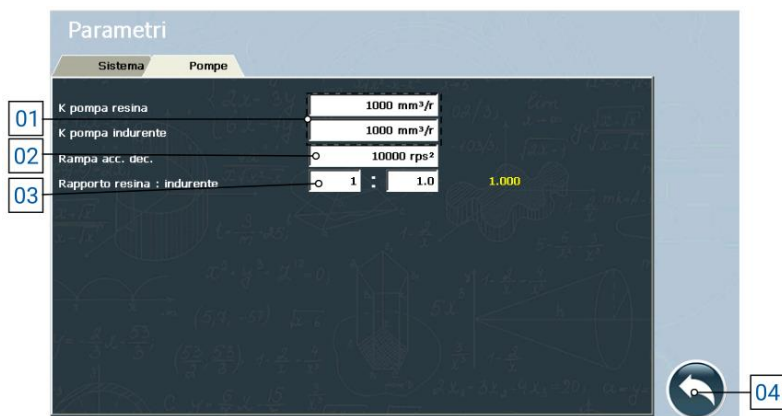 Parametri
Sistema Pompe
01 K pompa resina 1000 mm³/r
K pompa indurente 1000 mm³/r
02 Rampa acc. dec. 10000 rps²
03 Rapporto resina : indurente 1 : 1.0 1.000
04